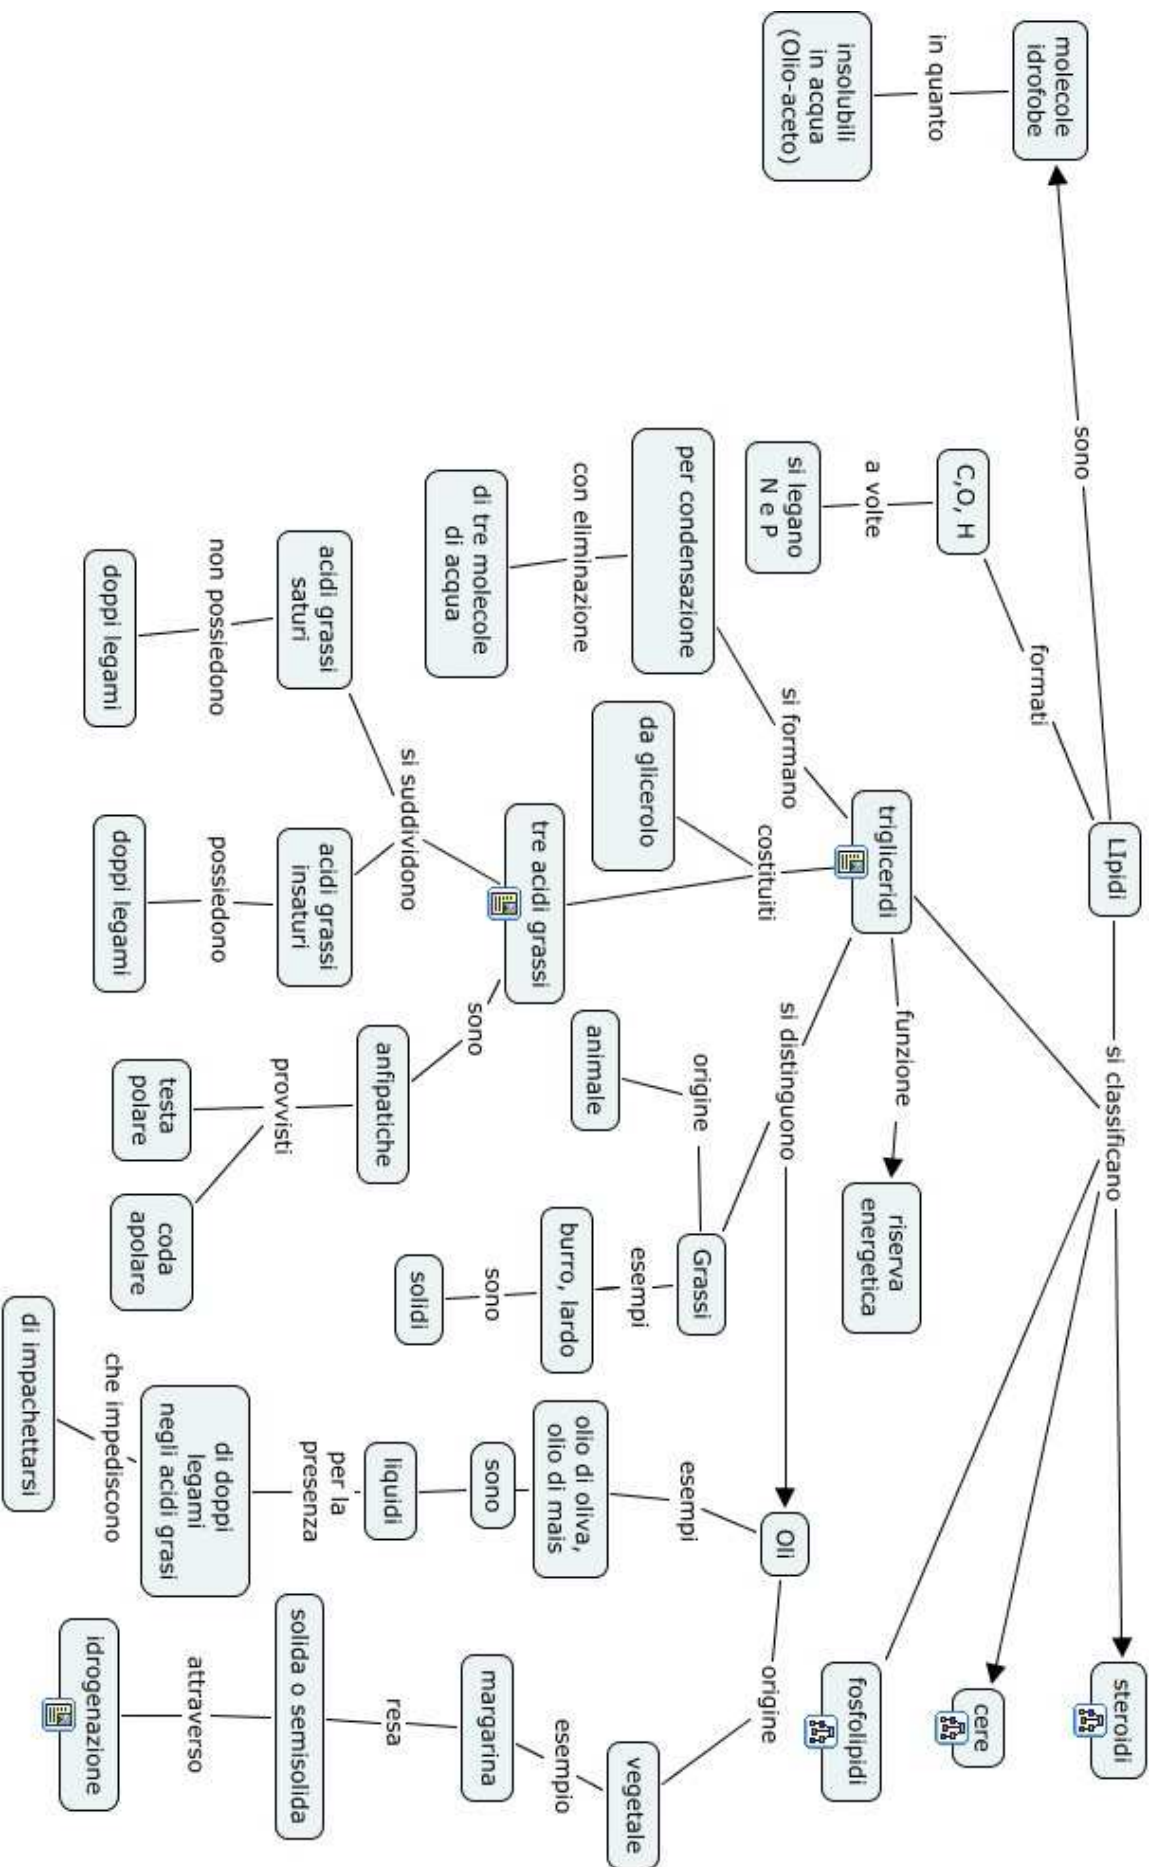 LIpidi
sono
molecole
idrofobe
in quanto
insolubili
in acqua
(Olio-aceto)
formati
C,O, H
a volte
si legano
N e P
si classificano
steroidi
cere
fosfolipidi
trigliceridi
funzione
riserva
energetica
si formano
per condensazione
con eliminazione
di tre molecole
di acqua
costituiti
da glicerolo
tre acidi grassi
si suddividono
acidi grassi
saturi
non possiedono
doppi legami
acidi grassi
insaturi
possiedono
doppi legami
sono
anfipatiche
provvisti
testa
polare
coda
apolare
si distinguono
Grassi
origine
animale
esempi
burro, lardo
sono
solidi
Oli
esempi
olio di oliva,
olio di mais
sono
liquidi
per la
presenza
di doppi
legami
negli acidi grasi
che impediscono
di impachettarsi
origine
vegetale
esempio
margarina
resa
solida o semisolida
attraverso
idrogenazione